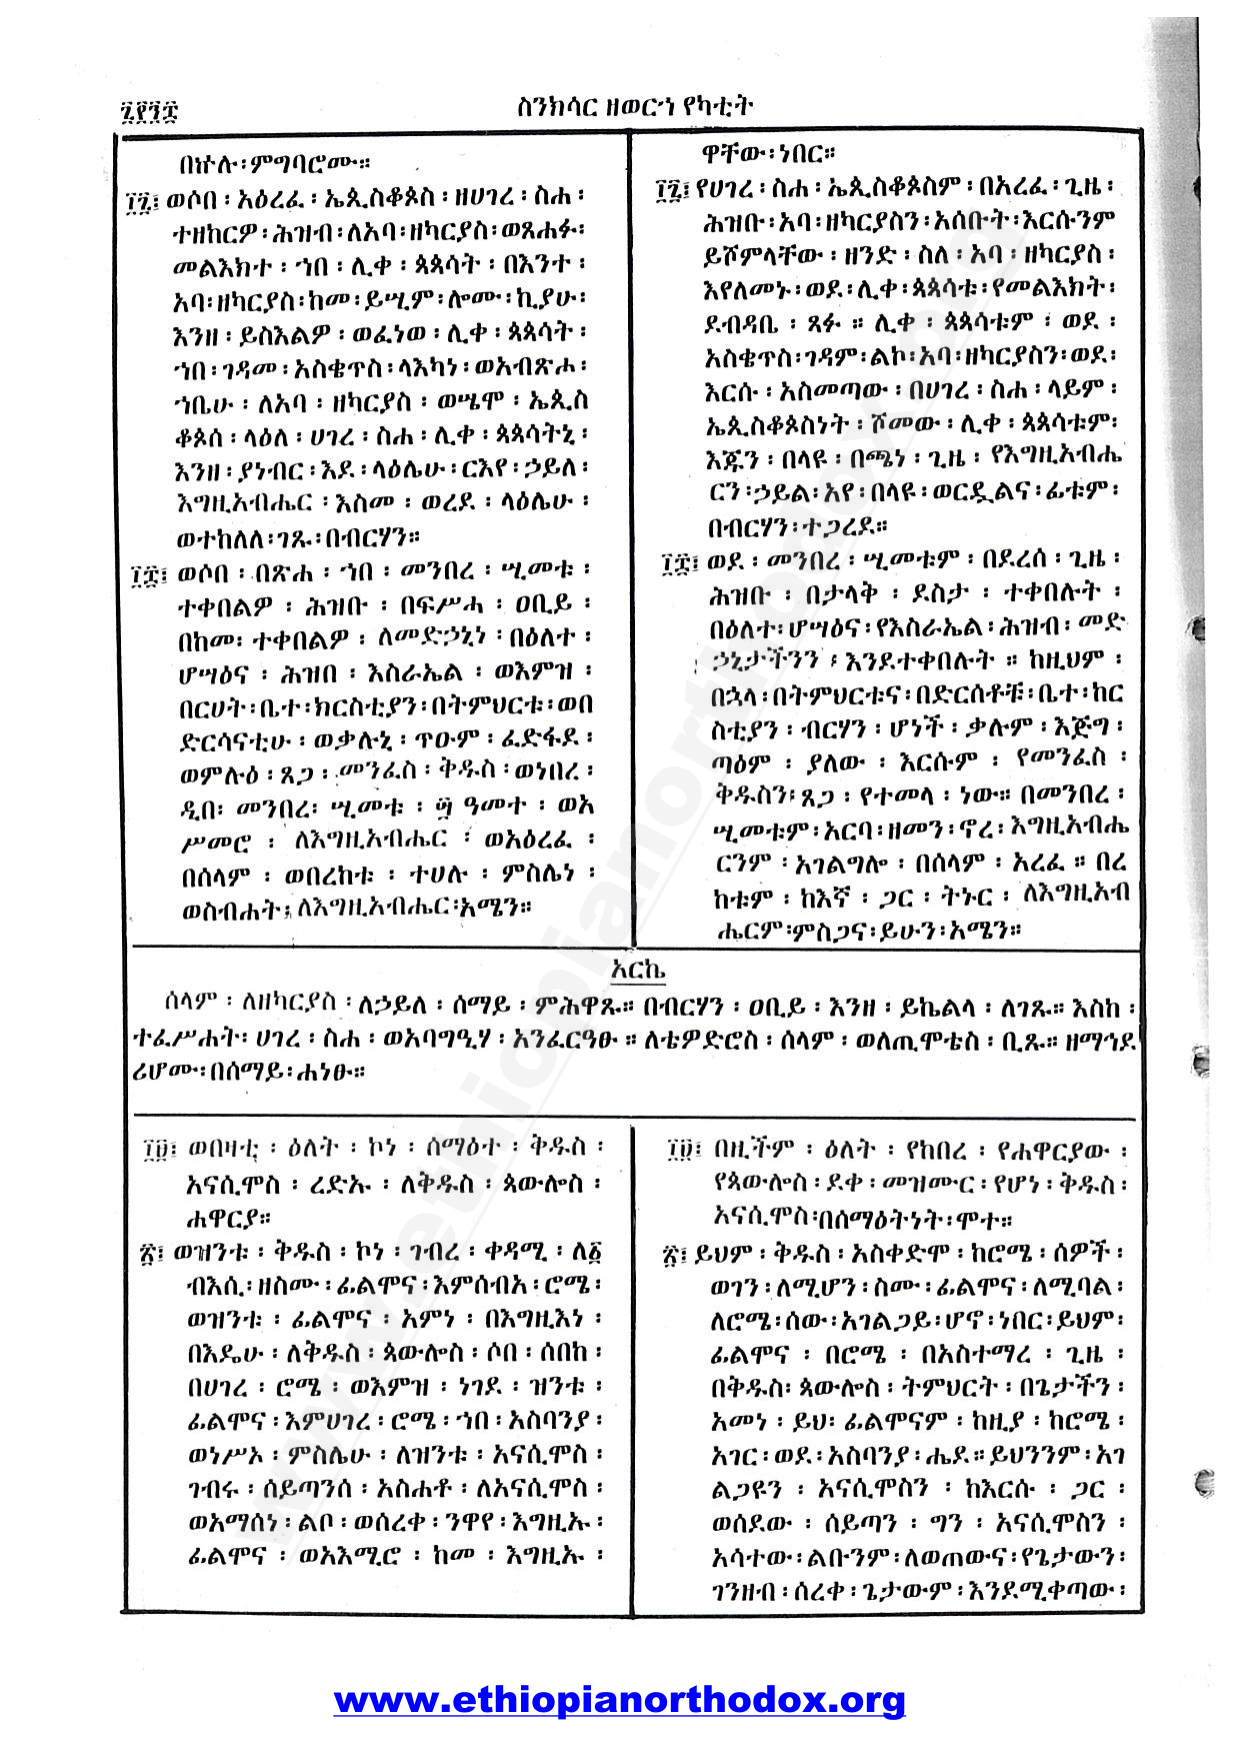 ፯፻፺፰
ስንክሳር ዘወርኀ የካቲት
በኵሉ፡ምግባሮሙ።
፲፯፤ ወሶበ፡አዕረፈ፡ኤጲስቆጶስ፡ዘሀገረ፡ስሐ፡
ተዘከርዎ፡ሕዝብ፡ለአባ፡ዘካርያስ፡ወጸሐፉ፡
መልእክተ፡ኀበ፡ሊቀ፡ጳጳሳት፡በእንተ፡
አባ፡ዘካርያስ፡ከመ፡ይሢም፡ሎሙ፡ኪያሁ፡
እንዘ፡ይስእልዎ፡ወፈነወ፡ሊቀ፡ጳጳሳት፡
ኀበ፡ገዳመ፡አስቄጥስ፡ላእካነ፡ወአብጽሐ፡
ኀቤሁ፡ለአባ፡ዘካርያስ፡ወሤሞ፡ኤጲስ
ቆጶሰ፡ላዕለ፡ሀገረ፡ስሐ፡ሊቀ፡ጳጳሳትኒ፡
እንዘ፡ያነብር፡እደ፡ላዕሌሁ፡ርእየ፡ኃይለ፡
እግዚአብሔር፡እስመ፡ወረደ፡ላዕሌሁ፡
ወተከለለ፡ገጹ፡በብርሃን።
፲፰፤ ወሶበ፡በጽሐ፡ኀበ፡መንበረ፡ሢመቱ፡
ተቀበልዎ፡ሕዝቡ፡በፍሥሓ፡ዐቢይ፡
በከመ፡ተቀበልዎ፡ለመድኃኒነ፡በዕለተ፡
ሆሣዕና፡ሕዝበ፡እስራኤል፡ወእምዝ፡
በርሀት፡ቤተ፡ክርስቲያን፡በትምህርቱ፡ወበ
ድርሳናቲሁ፡ወቃሉኒ፡ጥዑም፡ፈድፋደ፡
ወምሉዕ፡ጸጋ፡መንፈስ፡ቅዱስ፡ወነበረ፡
ዲበ፡መንበረ፡ሢመቱ፡፵ ዓመተ፡ወአ
ሥመሮ፡ለእግዚአብሔር፡ወአዕረፈ፡
በሰላም፡ወበረከቱ፡ተሀሉ፡ምስሌነ፡
ወስብሐት፤ለእግዚአብሔር፡አሜን።
ዋቸው፡ነበር።
፲፯፤ የሀገረ፡ስሐ፡ኤጲስቆጶስም፡በአረፈ፡ጊዜ፡
ሕዝቡ፡አባ፡ዘካርያስን፡አሰቡት፡እርሱንም
ይሾምላቸው፡ዘንድ፡ስለ፡አባ፡ዘካርያስ፡
እየለመኑ፡ወደ፡ሊቀ፡ጳጳሳቱ፡የመልእክት፡
ደብዳቤ፡ጻፉ።ሊቀ፡ጳጳሳቱም፡ወደ፡
አስቄጥስ፡ገዳም፡ልኮ፡አባ፡ዘካርያስን፡ወደ፡
እርሱ፡አስመጣው፡በሀገረ፡ስሐ፡ላይም፡
ኤጲስቆጶስነት፡ሾመው፡ሊቀ፡ጳጳሳቱም፡
እጁን፡በላዩ፡በጫነ፡ጊዜ፡የእግዚአብሔ
ርን፡ኃይል፡አየ፡በላዩ፡ወርዷልና፡ፊቱም፡
በብርሃን፡ተጋረደ።
፲፰፤ ወደ፡መንበረ፡ሢመቱም፡በደረሰ፡ጊዜ፡
ሕዝቡ፡በታላቅ፡ደስታ፡ተቀበሉት፡
በዕለተ፡ሆሣዕና፡የእስራኤል፡ሕዝብ፡መድ
ኃኒታችንን፡እንደተቀበሉት።ከዚህም፡
በኋላ፡በትምህርቱና፡በድርሰቶቹ፡ቤተ፡ክር
ስቲያን፡ብርሃን፡ሆነች፡ቃሉም፡እጅግ፡
ጣዕም፡ያለው፡እርሱም፡የመንፈስ፡
ቅዱስን፡ጸጋ፡የተመላ፡ነው።በመንበረ፡
ሢመቱም፡አርባ፡ዘመን፡ኖረ፡እግዚአብሔ
ርንም፡አገልግሎ፡በሰላም፡አረፈ።በረ
ከቱም፡ከእኛ፡ጋር፡ትኑር፡ለእግዚአብ
ሔርም፡ምስጋና፡ይሁን፡አሜን።
አርኬ
ሰላም፡ለዘካርያስ፡ለኃይለ፡ሰማይ፡ምሕዋጹ።በብርሃን፡ዐቢይ፡እንዘ፡ይኬልላ፡ለገጹ።እስከ፡
ተፈሥሐት፡ሀገረ፡ስሐ፡ወአባግዒሃ፡አንፈርዓፁ።ለቴዎድሮስ፡ሰላም፡ወለጢሞቴስ፡ቢጹ።ዘማኅደ
ሪሆሙ፡በሰማይ፡ሐነፁ።
፲፱፤ ወበዛቲ፡ዕለት፡ኮነ፡ሰማዕተ፡ቅዱስ፡
አናሲሞስ፡ረድኡ፡ለቅዱስ፡ጳውሎስ፡
ሐዋርያ።
፳፤ ወዝንቱ፡ቅዱስ፡ኮነ፡ገብረ፡ቀዳሚ፡ለ፩
ብእሲ፡ዘስሙ፡ፊልሞና፡እምሰብአ፡ሮሜ፡
ወዝንቱ፡ፊልሞና፡አምነ፡በእግዚእነ፡
በእዴሁ፡ለቅዱስ፡ጳውሎስ፡ሶበ፡ሰበከ፡
በሀገረ፡ሮሜ፡ወእምዝ፡ነገደ፡ዝንቱ፡
ፊልሞና፡እምሀገረ፡ሮሜ፡ኀበ፡አስባንያ፡
ወነሥኦ፡ምስሌሁ፡ለዝንቱ፡አናሲሞስ፡
ገብሩ፡ሰይጣንሰ፡አስሐቶ፡ለአናሲሞስ፡
ወአማሰነ፡ልቦ፡ወሰረቀ፡ንዋየ፡እግዚኡ፡
ፊልሞና፡ወአእሚሮ፡ከመ፡እግዚኡ፡
፲፱፤ በዚችም፡ዕለት፡የከበረ፡የሐዋርያው፡
የጳውሎስ፡ደቀ፡መዝሙር፡የሆነ፡ቅዱስ፡
አናሲሞስ፡በሰማዕትነት፡ሞተ።
፳፤ ይህም፡ቅዱስ፡አስቀድሞ፡ከሮሜ፡ሰዎች፡
ወገን፡ለሚሆን፡ስሙ፡ፊልሞና፡ለሚባል፡
ለሮሜ፡ሰው፡አገልጋይ፡ሆኖ፡ነበር፡ይህም፡
ፊልሞና፡በሮሜ፡በአስተማረ፡ጊዜ፡
በቅዱስ፡ጳውሎስ፡ትምህርት፡በጌታችን፡
አመነ፡ይህ፡ፊልሞናም፡ከዚያ፡ከሮሜ፡
አገር፡ወደ፡አስባንያ፡ሔደ።ይህንንም፡አገ
ልጋዩን፡አናሲሞስን፡ከእርሱ፡ጋር፡
ወሰደው፡ሰይጣን፡ግን፡አናሲሞስን፡
አሳተው፡ልቡንም፡ለወጠውና፡የጌታውን፡
ገንዘብ፡ሰረቀ፡ጌታውም፡እንደሚቀጣው፡
www.ethiopianorthodox.org